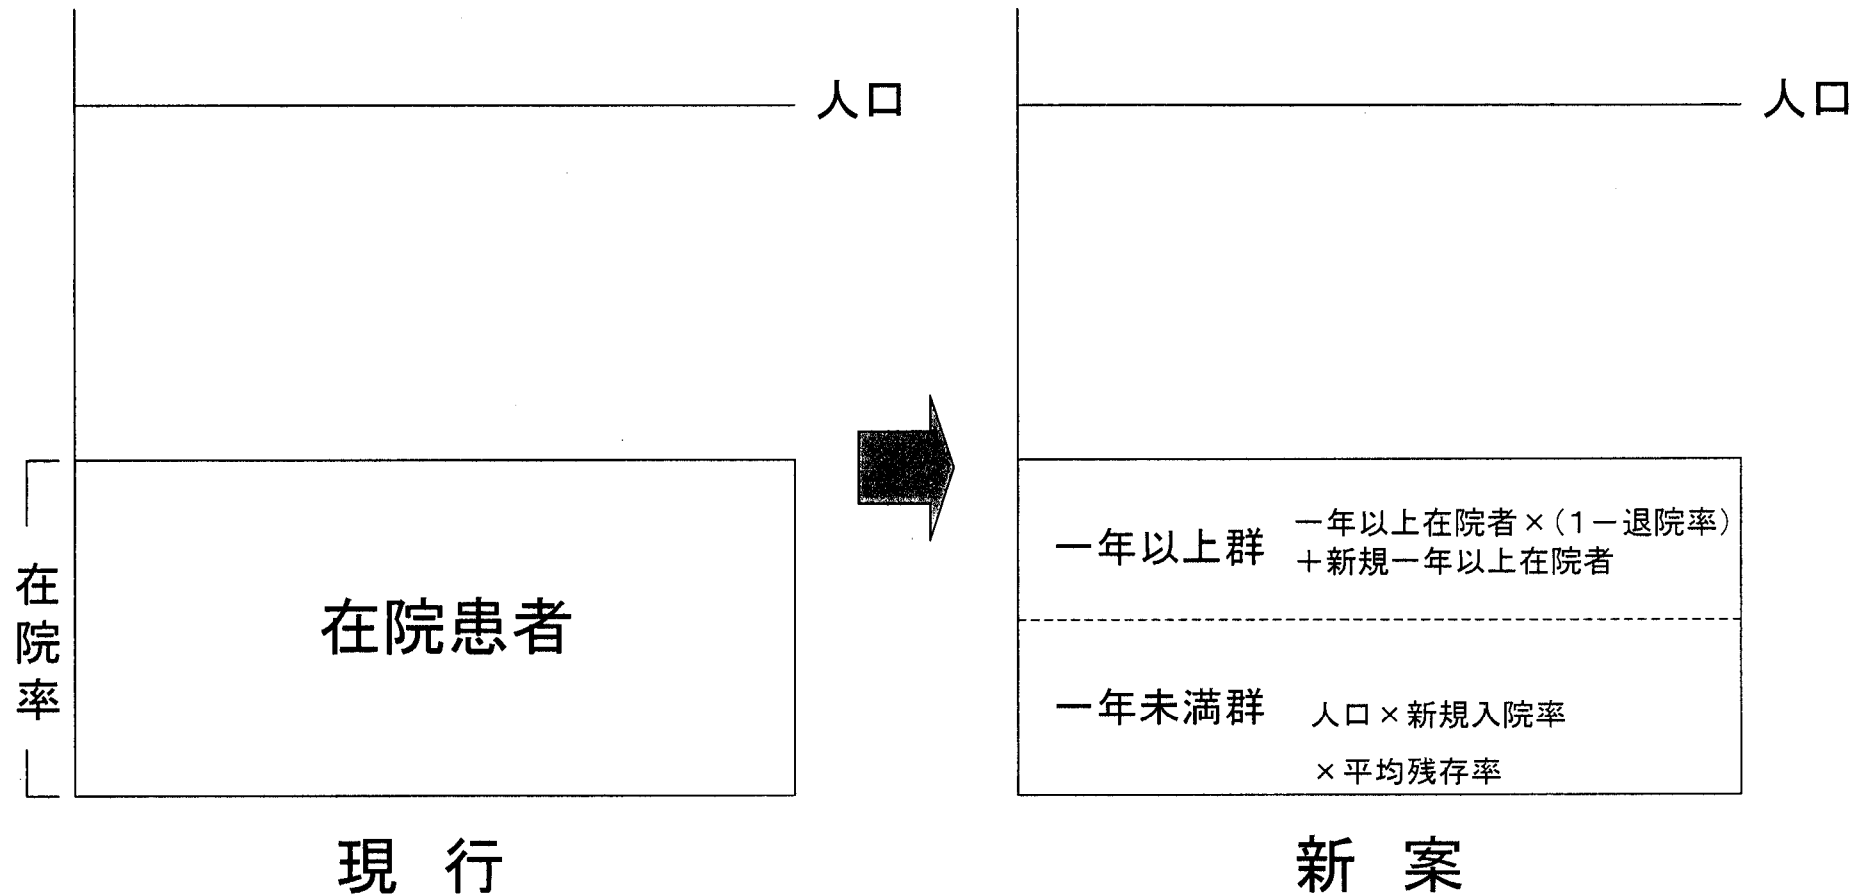 人口
在院率
在院患者
現行
人口
一年以上群
一年以上在院者×(1－退院率)
＋新規一年以上在院者
一年未満群
人口×新規入院率
×平均残存率
新案